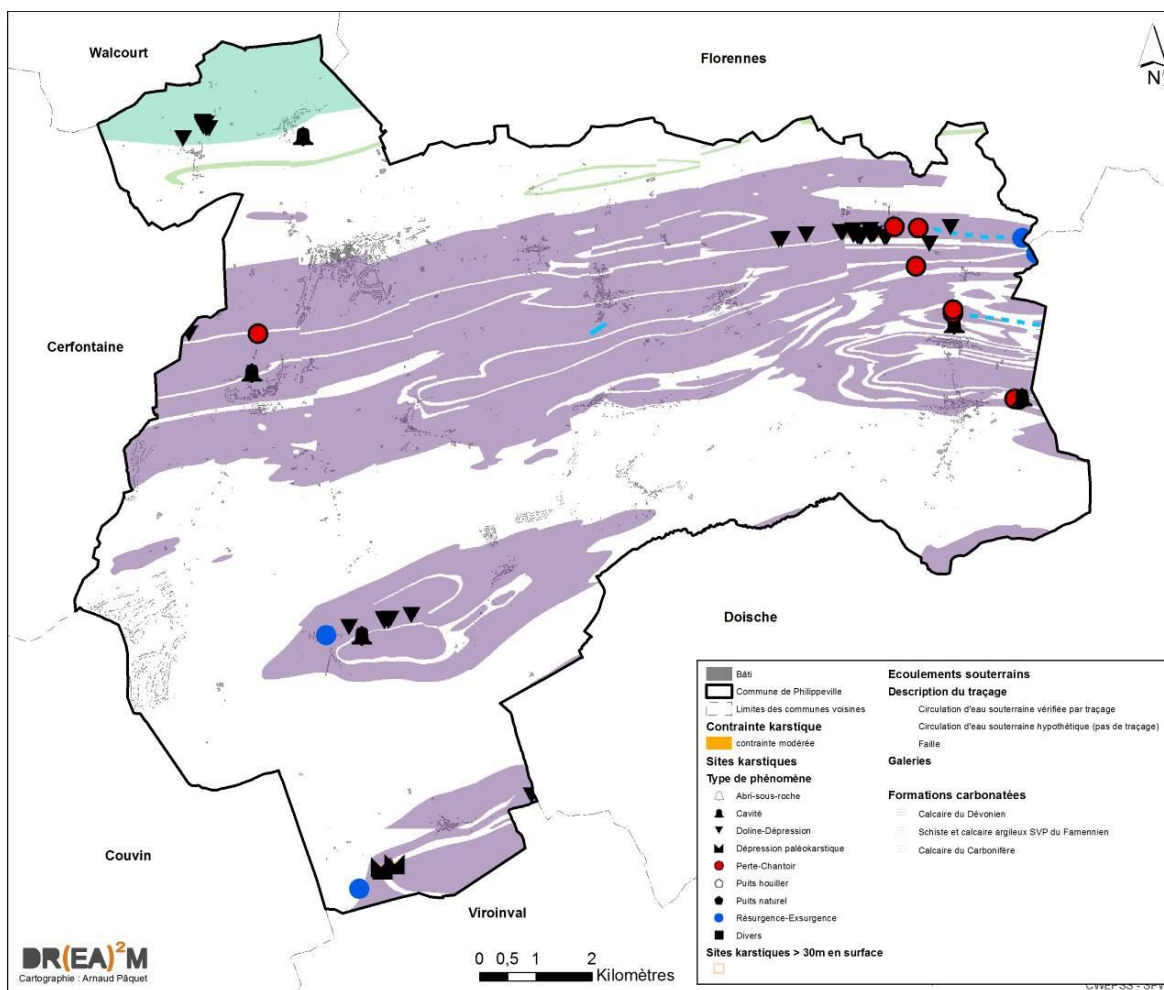 Walcourt
Florennes
N
Cerfontaine
Doische
Couvin
Viroinval
Bâti
Commune de Philippeville
Limites des communes voisines
Contrainte karstique
contrainte modérée
Sites karstiques
Type de phénomène
Abri-sous-roche
Cavité
Doline-Dépression
Dépression paléokarstique
Perte-Chantoir
Puits houiller
Puits naturel
Résurgence-Exsurgence
Divers
Sites karstiques > 30m en surface
Ecoulements souterrains
Description du traçage
Circulation d'eau souterraine vérifiée par traçage
Circulation d'eau souterraine hypothétique (pas de traçage)
Faille
Galeries
Formations carbonatées
Calcaire du Dévonien
Schiste et calcaire argileux SVP du Famennien
Calcaire du Carbonifère
DR(EA)²M
Cartographie : Arnaud Pâquet
0 0,5 1 2
Kilomètres
CWEPSS - SPW